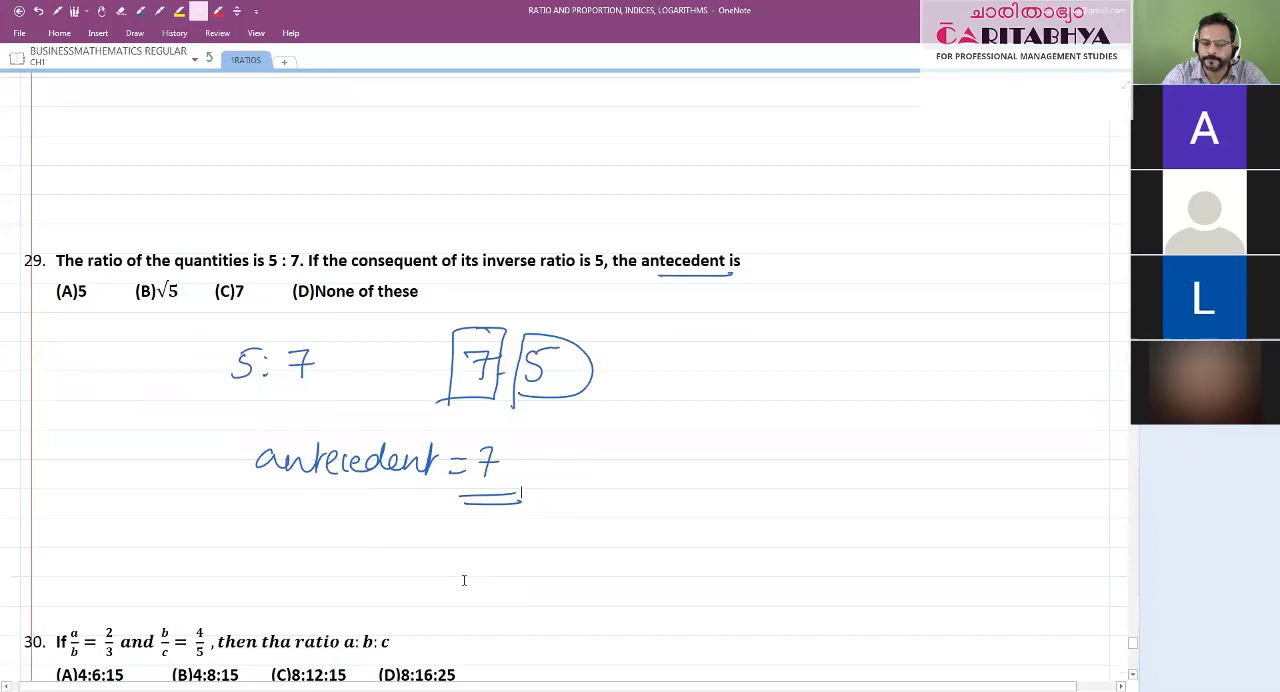 RATIO AND PROPORTION, INDICES, LOGARITHMS - OneNote
File Home Insert Draw History Review View Help
BUSINESSMATHEMATICS REGULAR
CH1
5
1RATIOS
ചാരിതാഭ്യാ
CARITABHYA
FOR PROFESSIONAL MANAGEMENT STUDIES
A
L
29. The ratio of the quantities is 5 : 7. If the consequent of its inverse ratio is 5, the antecedent is
(A)5 (B)√5 (C)7 (D)None of these
5:7 7:5
antecedent = 7
30. If a/b = 2/3 and b/c = 4/5 , then tha ratio a: b: c
(A)4:6:15 (B)4:8:15 (C)8:12:15 (D)8:16:25